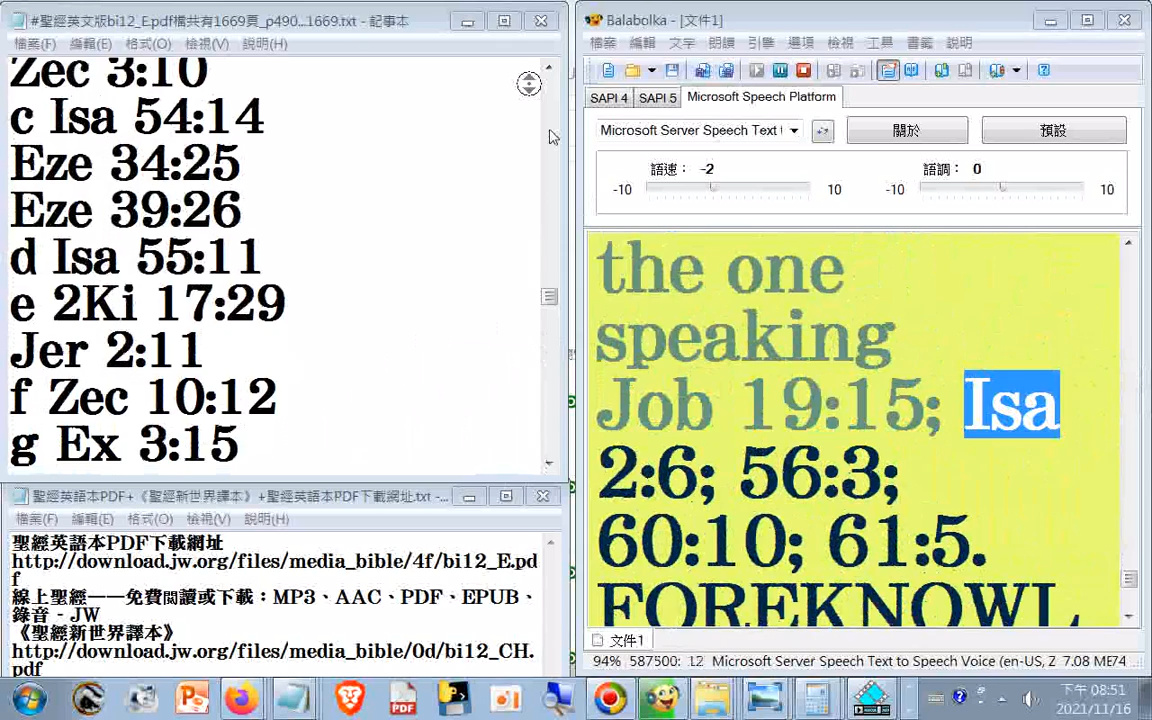 #聖經英文版bi12_E.pdf檔共有1669頁_p490...1669.txt - 記事本
檔案(F) 編輯(E) 格式(O) 檢視(V) 說明(H)
Zec 3:10
c Isa 54:14
Eze 34:25
Eze 39:26
d Isa 55:11
e 2Ki 17:29
Jer 2:11
f Zec 10:12
g Ex 3:15
聖經英語本PDF+《聖經新世界譯本》+聖經英語本PDF下載網址.txt -...
檔案(F) 編輯(E) 格式(O) 檢視(V) 說明(H)
聖經英語本PDF下載網址
http://download.jw.org/files/media_bible/4f/bi12_E.pd
f
線上聖經——免費閱讀或下載：MP3、AAC、PDF、EPUB、
錄音 - JW
《聖經新世界譯本》
http://download.jw.org/files/media_bible/0d/bi12_CH.
pdf
Balabolka - [文件1]
檔案 編輯 文字 朗讀 引擎 選項 檢視 工具 書籤 說明
SAPI 4 SAPI 5 Microsoft Speech Platform
Microsoft Server Speech Text 關於 預設
語速： -2 語調： 0
-10 10 -10 10
the one
speaking
Job 19:15; Isa
2:6; 56:3;
60:10; 61:5.
FOREKNOWL
文件1
94% 587500: 12 Microsoft Server Speech Text to Speech Voice (en-US, Z 7.08 ME74
PDF
下午 08:51
2021/11/16